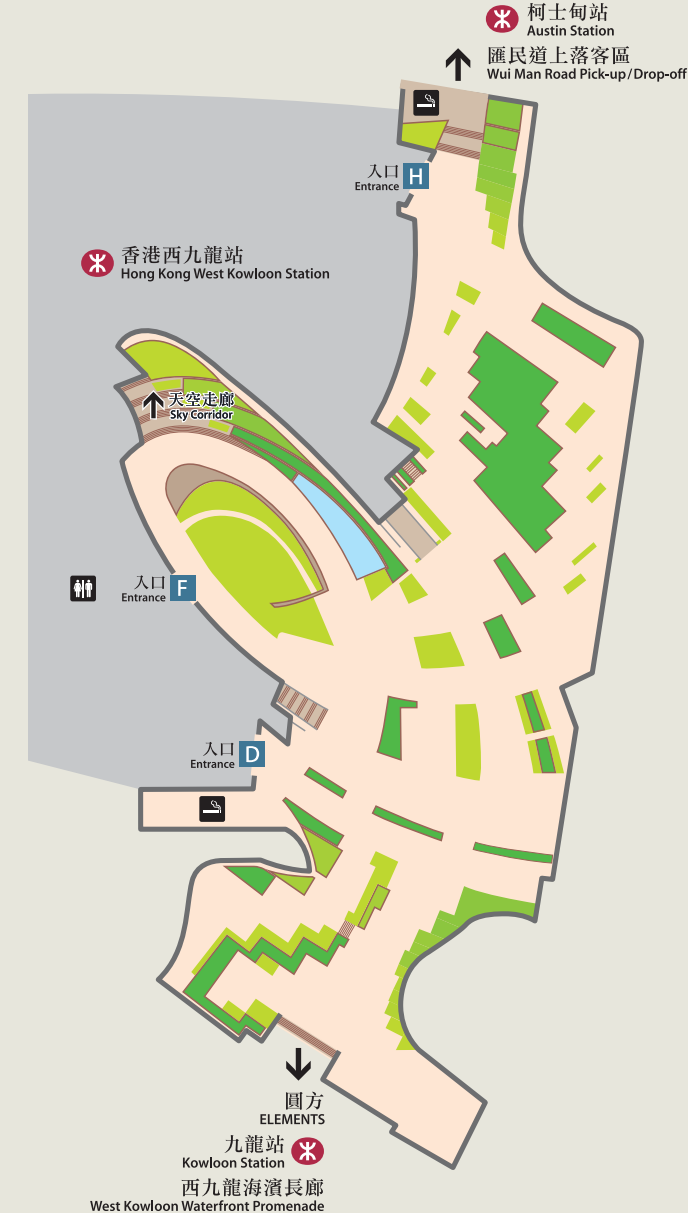 柯士甸站
Austin Station
匯民道上落客區
Wui Man Road Pick-up/Drop-off
入口
Entrance
H
香港西九龍站
Hong Kong West Kowloon Station
天空走廊
Sky Corridor
入口
Entrance
F
入口
Entrance
D
圓方
ELEMENTS
九龍站
Kowloon Station
西九龍海濱長廊
West Kowloon Waterfront Promenade